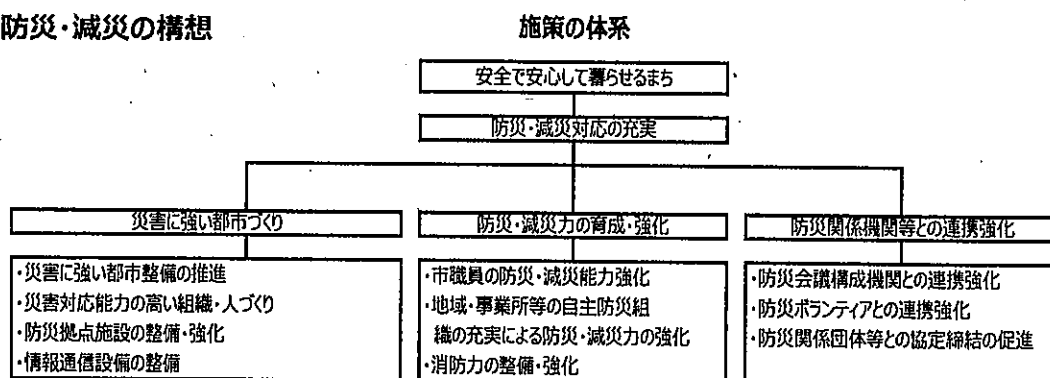 防災・減災の構想
施策の体系
安全で安心して暮らせるまち
防災・減災対応の充実
災害に強い都市づくり
・災害に強い都市整備の推進
・災害対応能力の高い組織・人づくり
・防災拠点施設の整備・強化
・情報通信設備の整備
防災・減災力の育成・強化
・市職員の防災・減災能力強化
・地域・事業所等の自主防災組
織の充実による防災・減災力の強化
・消防力の整備・強化
防災関係機関等との連携強化
・防災会議構成機関との連携強化
・防災ボランティアとの連携強化
・防災関係団体等との協定締結の促進